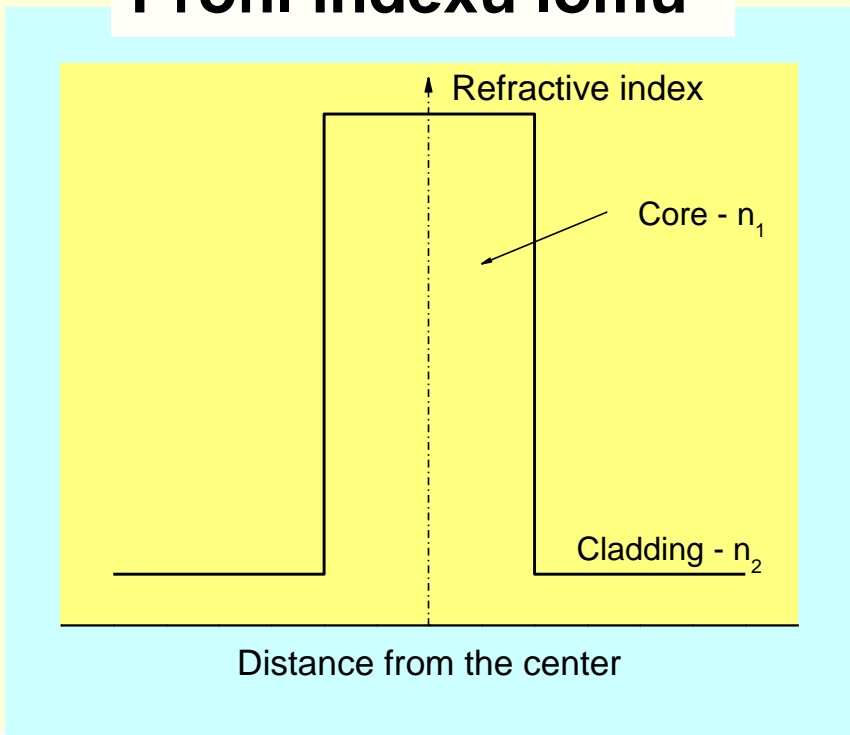 Profil indexu lomu
Refractive index
Core - n₁
Cladding - n₂
Distance from the center